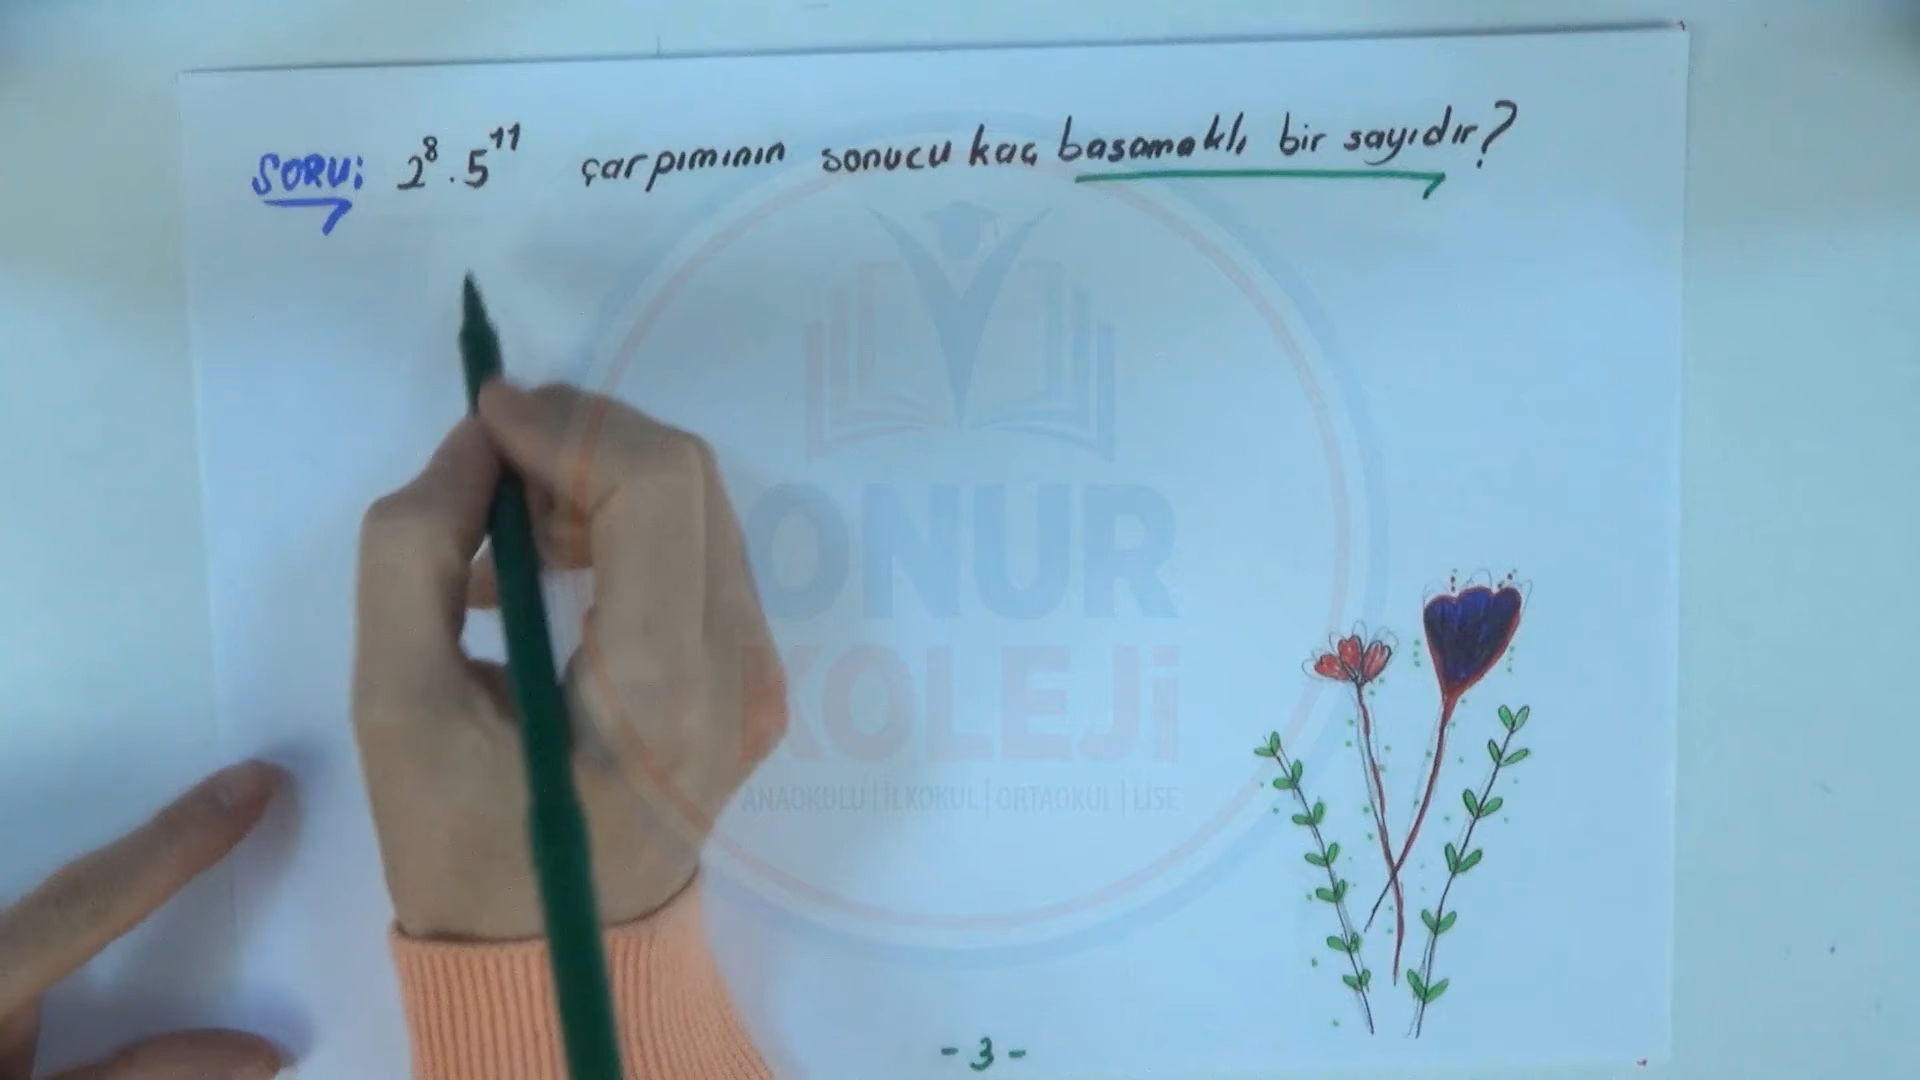 SORU: 2⁸ . 5¹¹ çarpımının sonucu kaç basamaklı bir sayıdır?
ONUR
KOLEJİ
ANAOKULU | İLKOKUL | ORTAOKUL | LİSE
- 3 -